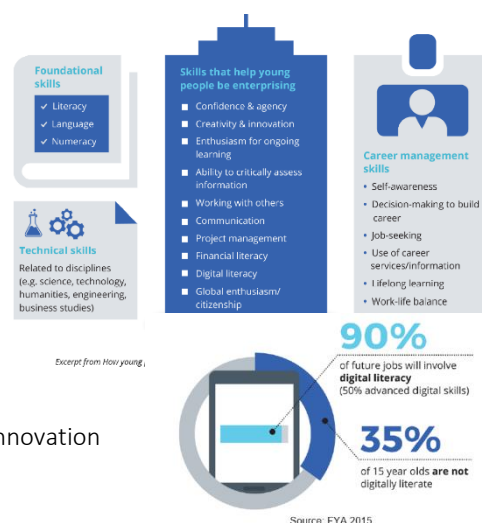 Foundational
skills
✓ Literacy
✓ Language
✓ Numeracy
Technical skills
Related to disciplines
(e.g. science, technology,
humanities, engineering,
business studies)
Skills that help young
people be enterprising
■ Confidence & agency
■ Creativity & innovation
■ Enthusiasm for ongoing
learning
■ Ability to critically assess
information
■ Working with others
■ Communication
■ Project management
■ Financial literacy
■ Digital literacy
■ Global enthusiasm/
citizenship
Career management
skills
• Self-awareness
• Decision-making to build
career
• Job-seeking
• Use of career
services/information
• Lifelong learning
• Work-life balance
Excerpt from How young
90%
of future jobs will involve
digital literacy
(50% advanced digital skills)
35%
of 15 year olds are not
digitally literate
nnovation
Source: FYA 2015